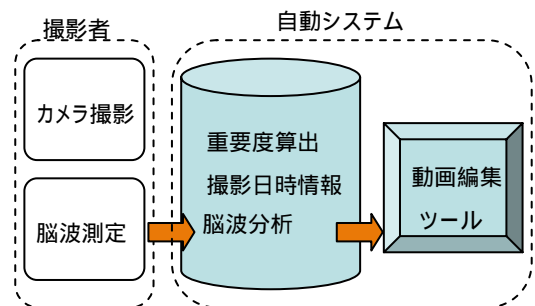 撮影者
自動システム
カメラ撮影
脳波測定
重要度算出
撮影日時情報
脳波分析
動画編集
ツール